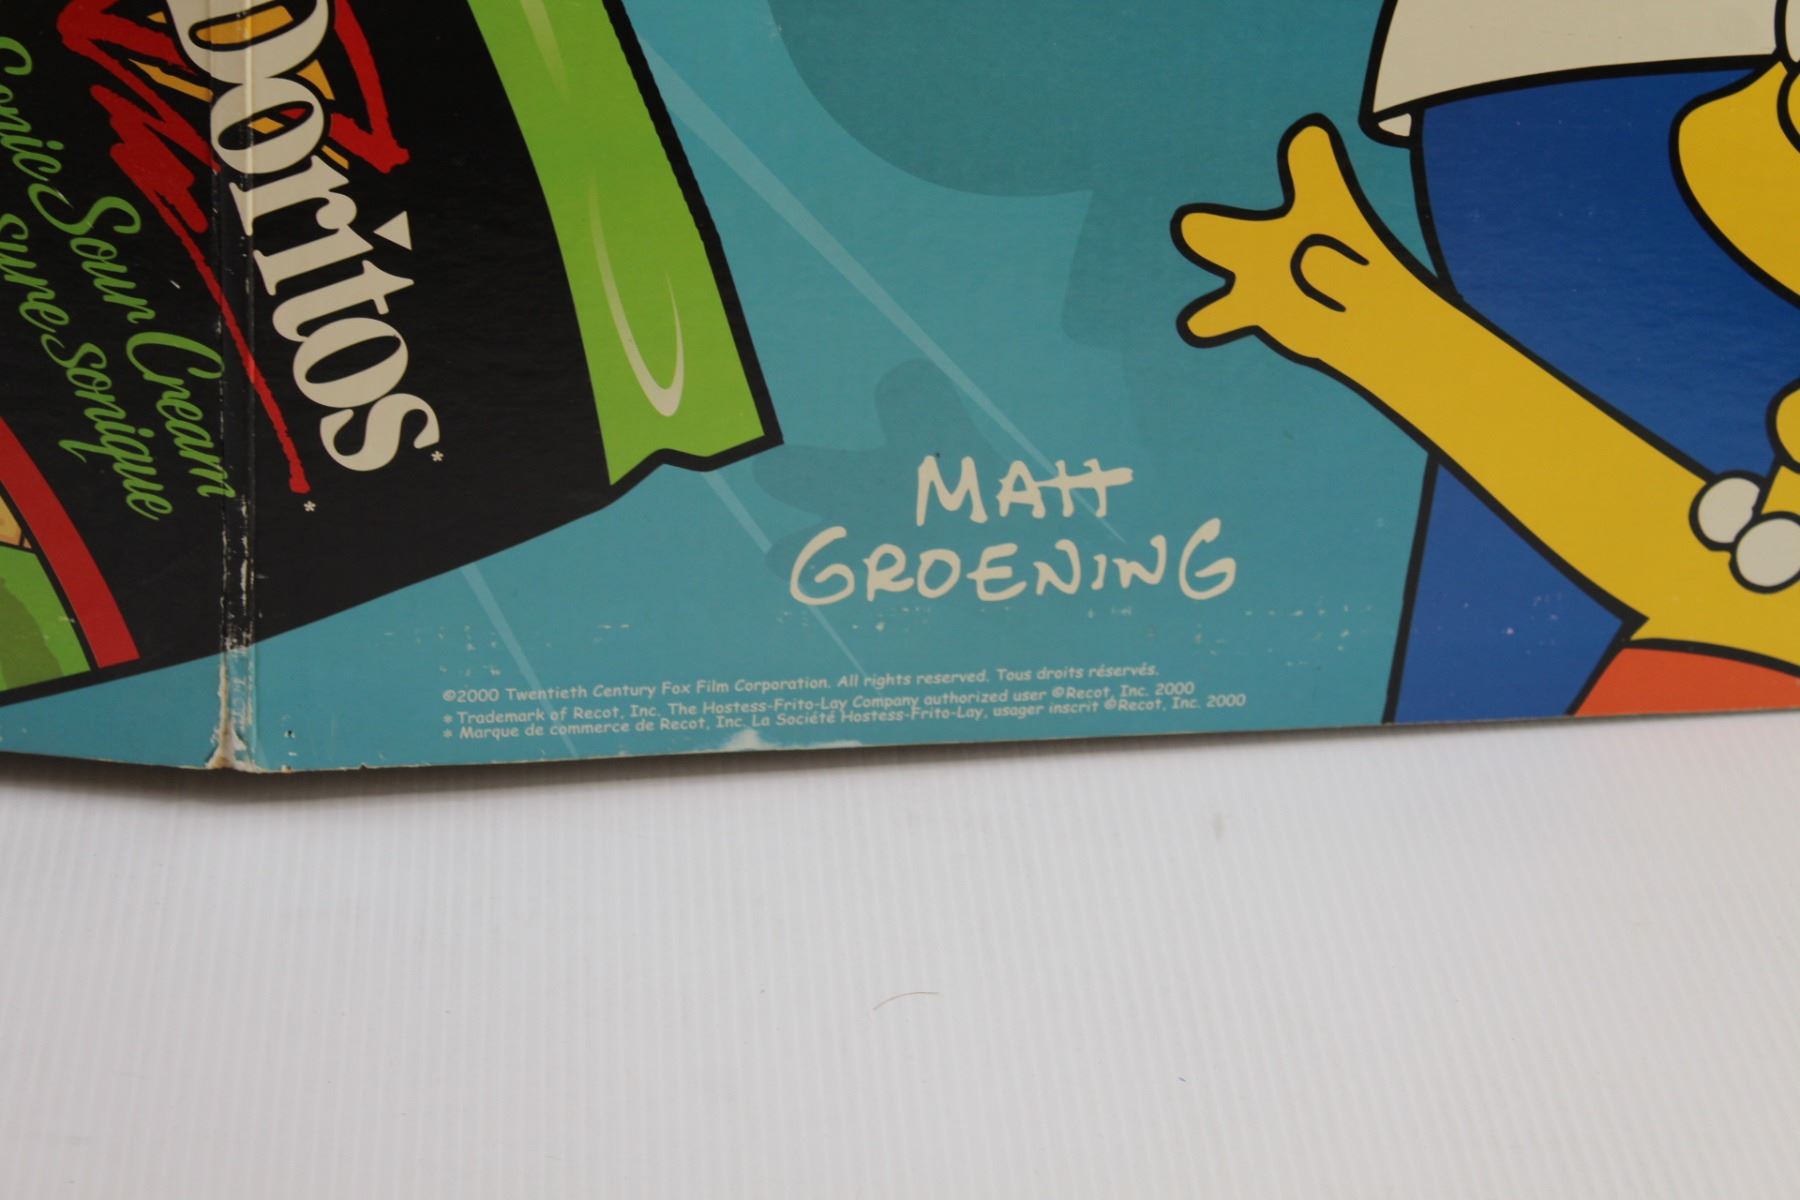 Doritos*
*
Sonic Sour Cream
sure sonique
MATT
GROENING
©2000 Twentieth Century Fox Film Corporation. All rights reserved. Tous droits réservés.
* Trademark of Recot, Inc. The Hostess-Frito-Lay Company authorized user ©Recot, Inc. 2000
* Marque de commerce de Recot, Inc. La Société Hostess-Frito-Lay, usager inscrit ©Recot, Inc. 2000